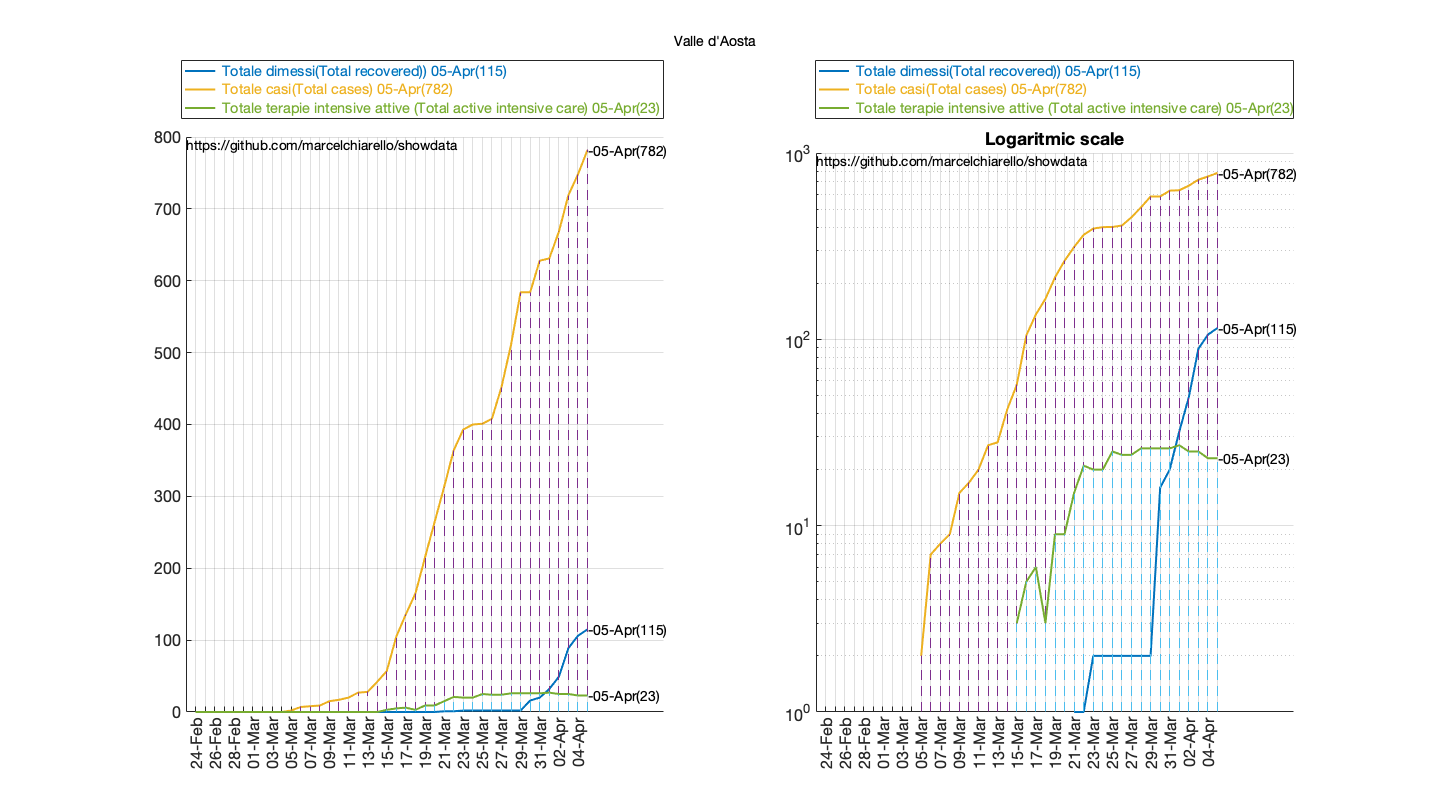 Valle d'Aosta
Totale dimessi(Total recovered)) 05-Apr(115)
Totale casi(Total cases) 05-Apr(782)
Totale terapie intensive attive (Total active intensive care) 05-Apr(23)
800
700
600
500
400
300
200
100
0
https://github.com/marcelchiarello/showdata
-05-Apr(782)
-05-Apr(115)
-05-Apr(23)
24-Feb
26-Feb
28-Feb
01-Mar
03-Mar
05-Mar
07-Mar
09-Mar
11-Mar
13-Mar
15-Mar
17-Mar
19-Mar
21-Mar
23-Mar
25-Mar
27-Mar
29-Mar
31-Mar
02-Apr
04-Apr
Totale dimessi(Total recovered)) 05-Apr(115)
Totale casi(Total cases) 05-Apr(782)
Totale terapie intensive attive (Total active intensive care) 05-Apr(23)
Logaritmic scale
10^3
10^2
10^1
10^0
https://github.com/marcelchiarello/showdata
-05-Apr(782)
-05-Apr(115)
-05-Apr(23)
24-Feb
26-Feb
28-Feb
01-Mar
03-Mar
05-Mar
07-Mar
09-Mar
11-Mar
13-Mar
15-Mar
17-Mar
19-Mar
21-Mar
23-Mar
25-Mar
27-Mar
29-Mar
31-Mar
02-Apr
04-Apr